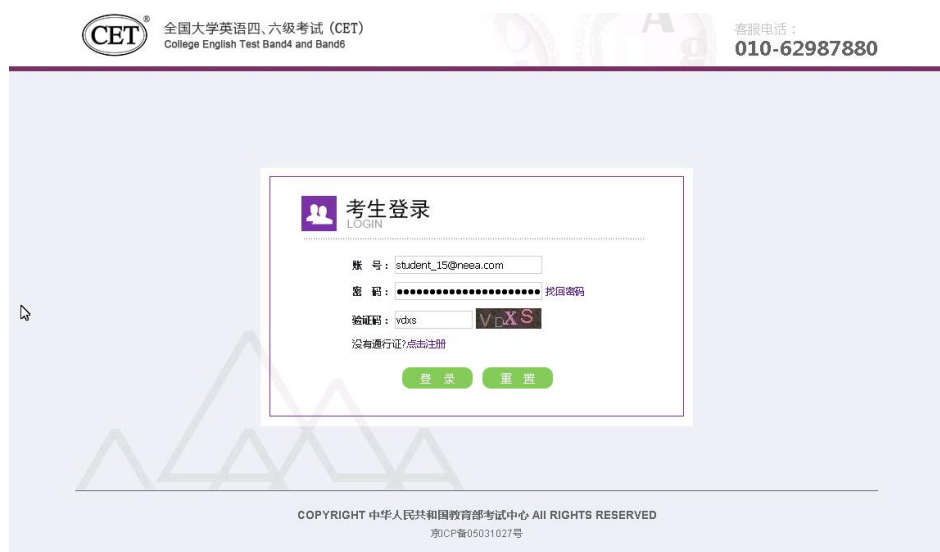 CET®
全国大学英语四、六级考试（CET）
College English Test Band4 and Band6
客服电话：
010-62987880
考生登录
LOGIN
账 号： student_15@neea.com
密 码： ●●●●●●●●●●●●●●●●●●●●●● 找回密码
验证码： vdxs VDXS
没有通行证?点击注册
登 录 重 置
COPYRIGHT 中华人民共和国教育部考试中心 All RIGHTS RESERVED
京ICP备05031027号